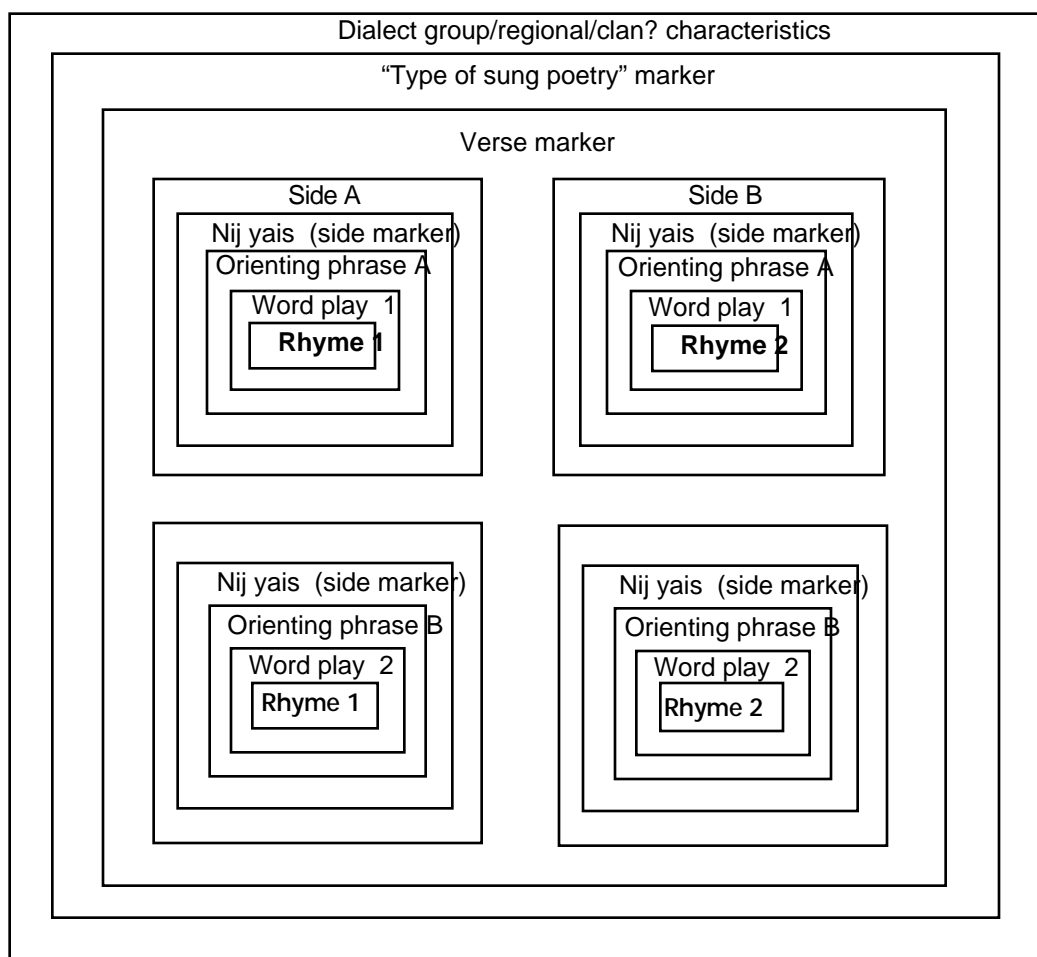 Dialect group/regional/clan? characteristics
“Type of sung poetry” marker
Verse marker
Side A
Nij yais (side marker)
Orienting phrase A
Word play 1
Rhyme 1
Side B
Nij yais (side marker)
Orienting phrase A
Word play 1
Rhyme 2
Nij yais (side marker)
Orienting phrase B
Word play 2
Rhyme 1
Nij yais (side marker)
Orienting phrase B
Word play 2
Rhyme 2